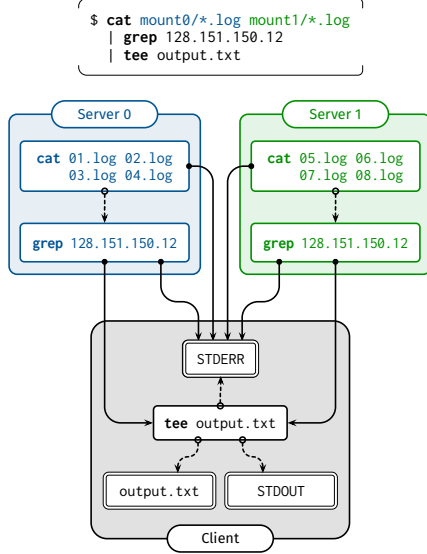 $ cat mount0/*.log mount1/*.log
| grep 128.151.150.12
| tee output.txt
Server 0
Server 1
cat 01.log 02.log
03.log 04.log
cat 05.log 06.log
07.log 08.log
grep 128.151.150.12
grep 128.151.150.12
STDERR
tee output.txt
output.txt
STDOUT
Client